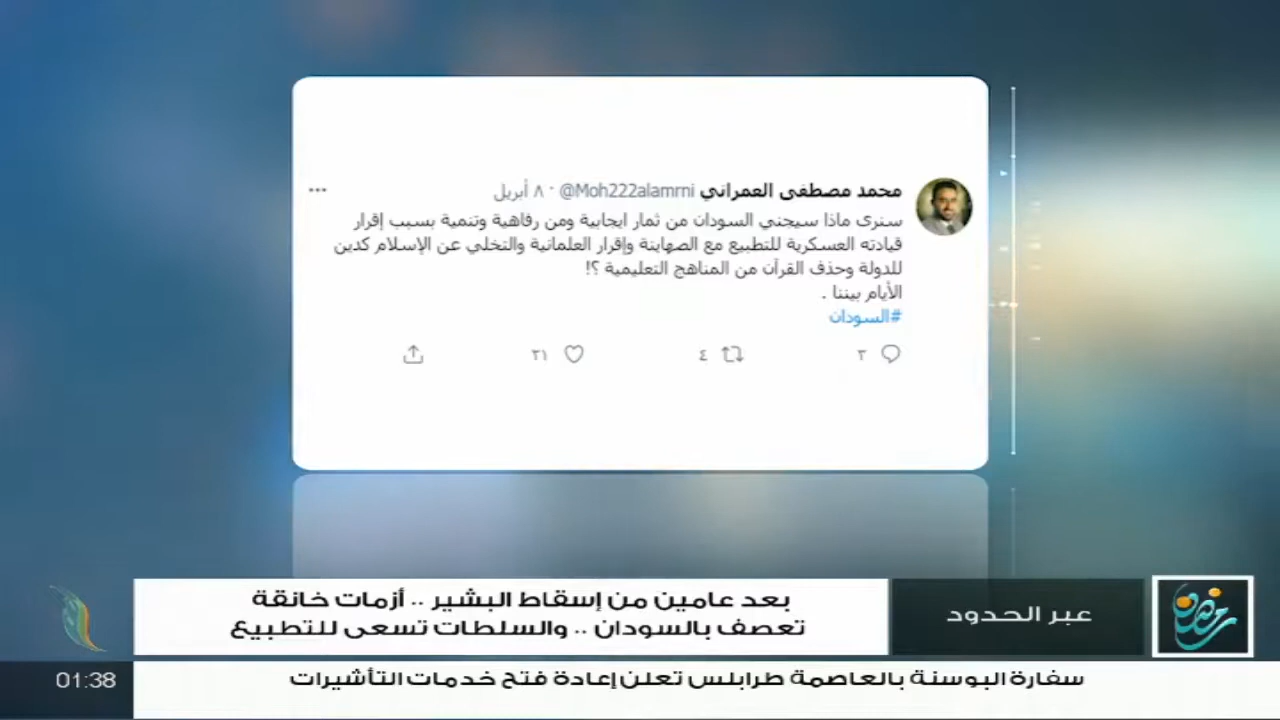 محمد مصطفى العمراني @Moh222alamrni · ٨ أبريل
سنرى ماذا سيجني السودان من ثمار ايجابية ومن رفاهية وتنمية بسبب إقرار
قيادته العسكرية للتطبيع مع الصهاينة وإقرار العلمانية والتخلي عن الإسلام كدين
للدولة وحذف القرآن من المناهج التعليمية ؟!
الأيام بيننا .
#السودان
٣ ٤ ٣١
رمضان
عبر الحدود
بعد عامين من إسقاط البشير .. أزمات خانقة
تعصف بالسودان .. والسلطات تسعى للتطبيع
سفارة البوسنة بالعاصمة طرابلس تعلن إعادة فتح خدمات التأشيرات
01:38